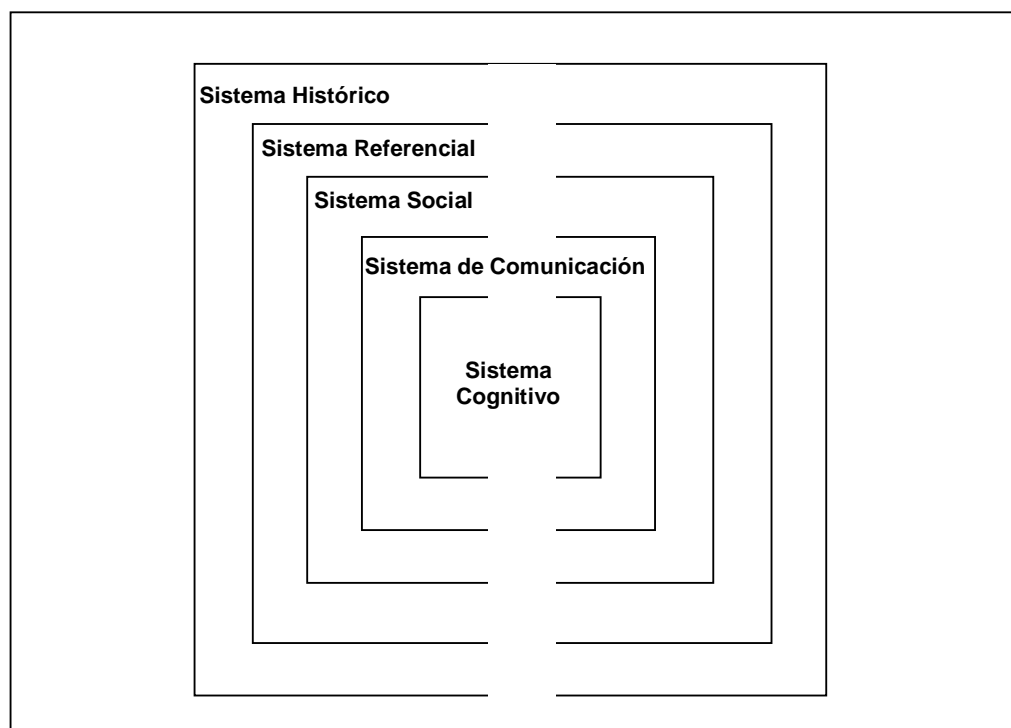 Sistema Histórico
Sistema Referencial
Sistema Social
Sistema de Comunicación
Sistema
Cognitivo